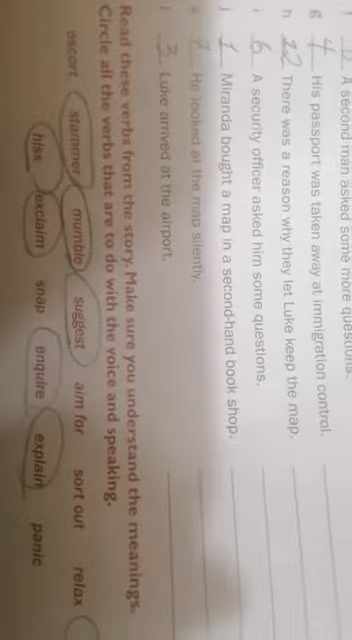 A second man asked some more questions.
g 4 His passport was taken away at immigration control.
h There was a reason why they let Luke keep the map.
i 6 A security officer asked him some questions.
j 1 Miranda bought a map in a second-hand book shop.
7 He looked at the map silently.
l 3 Luke arrived at the airport.
Read these verbs from the story. Make sure you understand the meanings.
Circle all the verbs that are to do with the voice and speaking.
escort stammer mumble suggest aim for sort out relax
hiss exclaim snap enquire explain panic